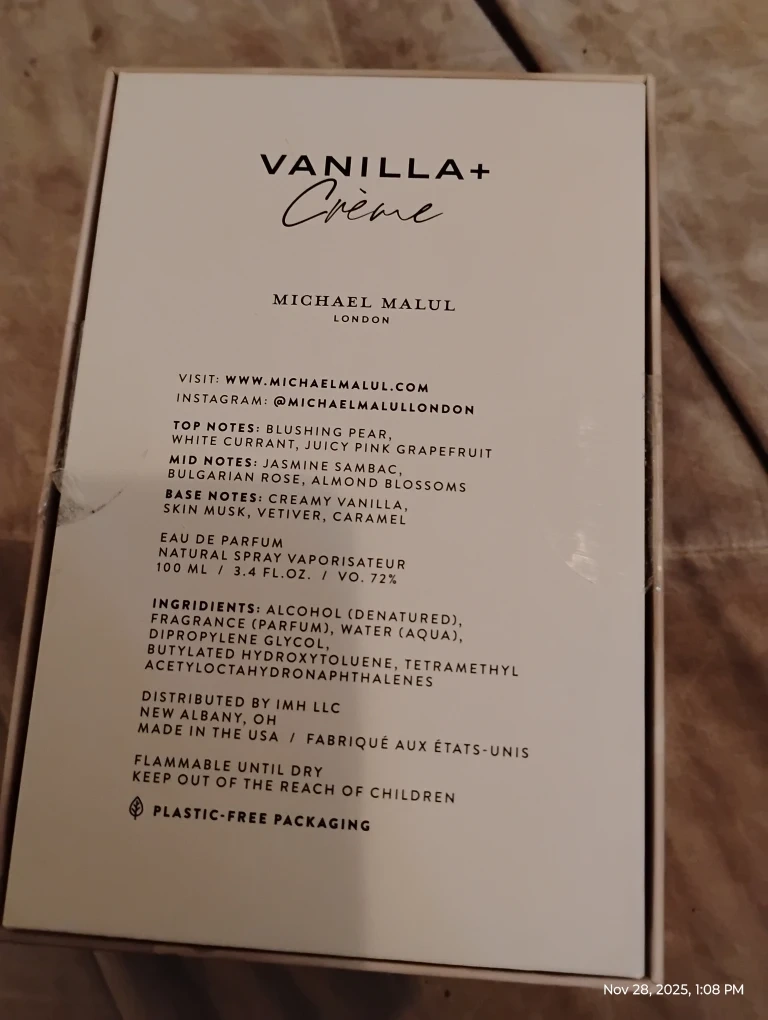 VANILLA+
Crème
MICHAEL MALUL
LONDON
VISIT: WWW.MICHAELMALUL.COM
INSTAGRAM: @MICHAELMALULLONDON
TOP NOTES: BLUSHING PEAR,
WHITE CURRANT, JUICY PINK GRAPEFRUIT
MID NOTES: JASMINE SAMBAC,
BULGARIAN ROSE, ALMOND BLOSSOMS
BASE NOTES: CREAMY VANILLA,
SKIN MUSK, VETIVER, CARAMEL
EAU DE PARFUM
NATURAL SPRAY VAPORISATEUR
100 ML / 3.4 FL.OZ. / VO. 72%
INGRIDIENTS: ALCOHOL (DENATURED),
FRAGRANCE (PARFUM), WATER (AQUA),
DIPROPYLENE GLYCOL,
BUTYLATED HYDROXYTOLUENE, TETRAMETHYL
ACETYLOCTAHYDRONAPHTHALENES
DISTRIBUTED BY IMH LLC
NEW ALBANY, OH
MADE IN THE USA / FABRIQUÉ AUX ÉTATS-UNIS
FLAMMABLE UNTIL DRY
KEEP OUT OF THE REACH OF CHILDREN
PLASTIC-FREE PACKAGING
Nov 28, 2025, 1:08 PM